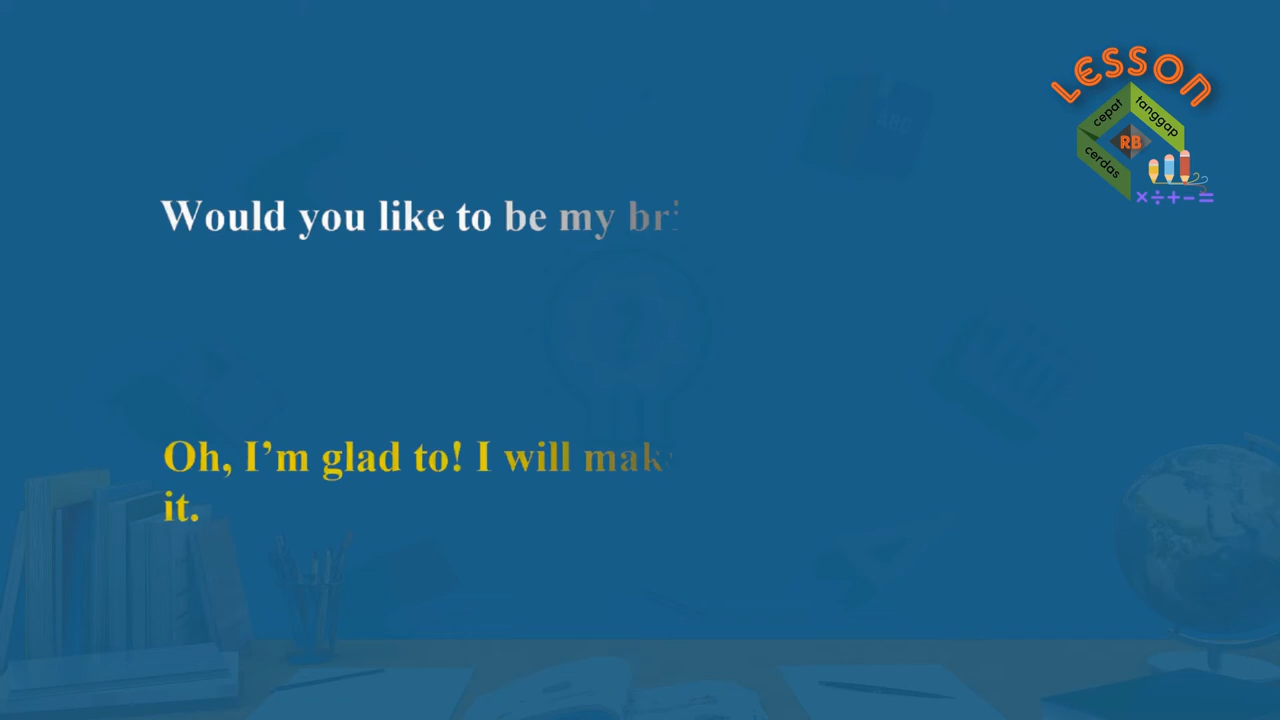 LESSON
cepat
tanggap
RB
cerdas
×÷+-=
Would you like to be my
Oh, I'm glad to! I will
it.